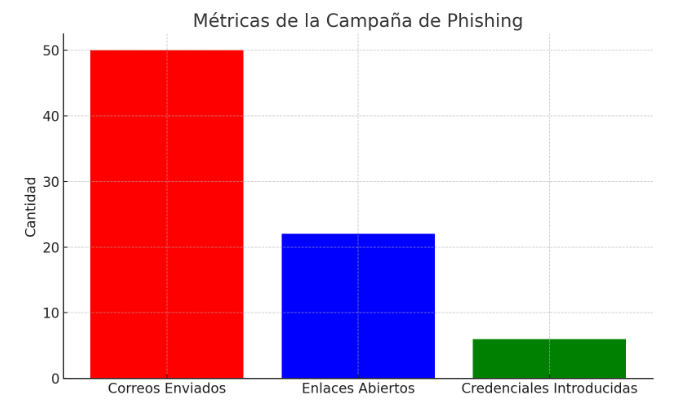 Métricas de la Campaña de Phishing
50
40
30
20
10
0
Cantidad
Correos Enviados
Enlaces Abiertos
Credenciales Introducidas